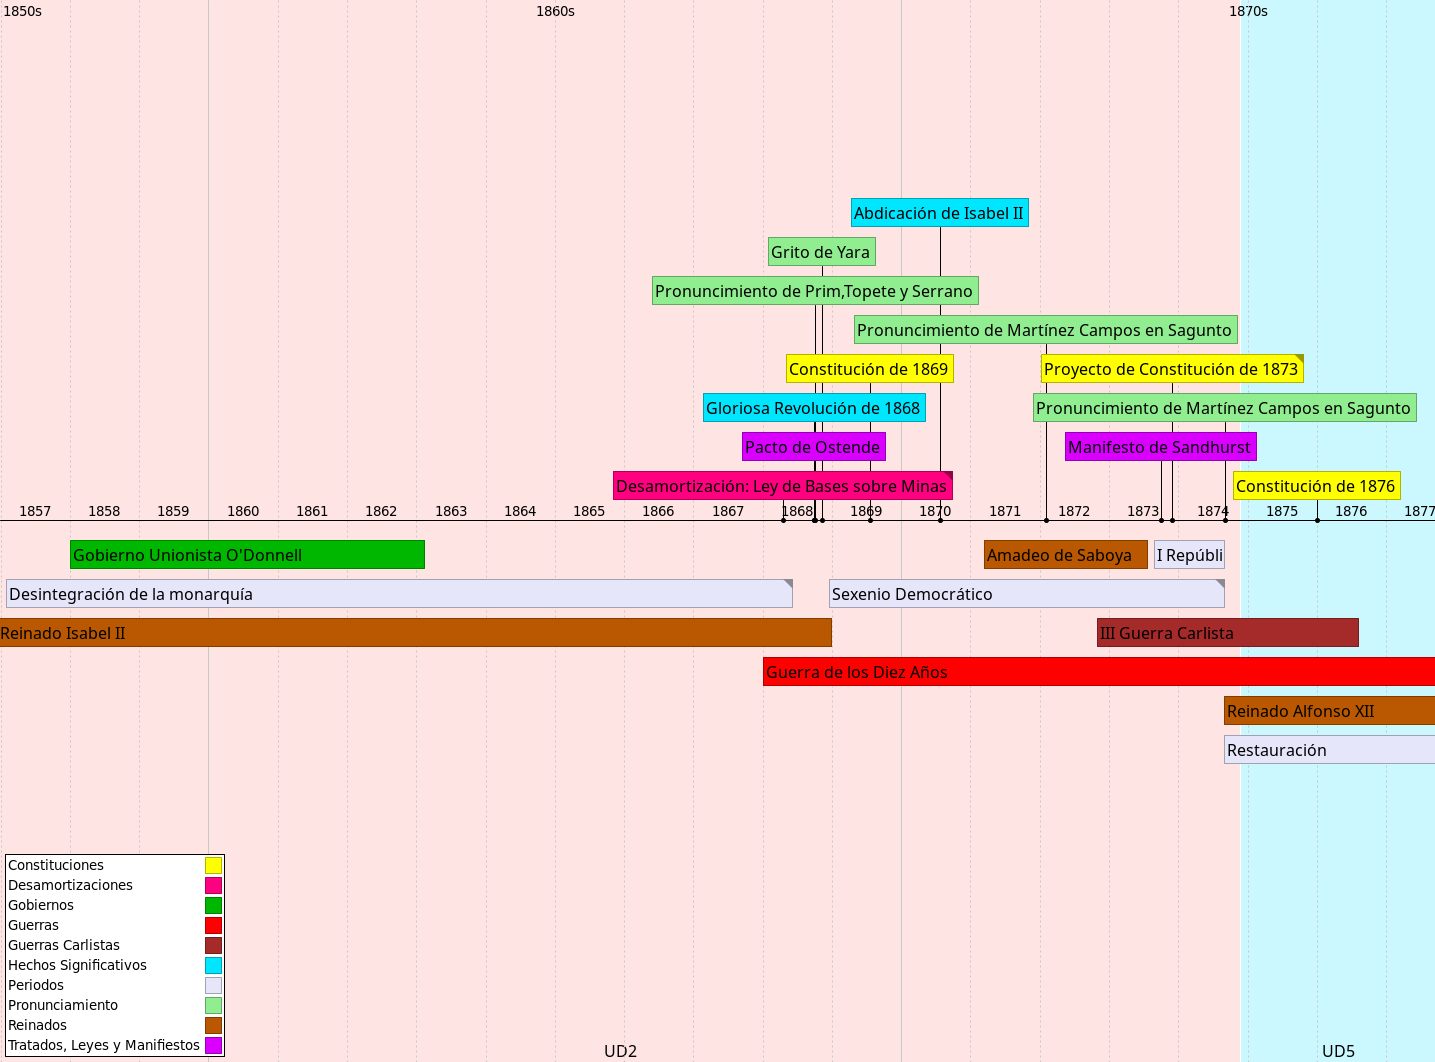 1850s
1860s
1870s
Abdicación de Isabel II
Grito de Yara
Pronuncimiento de Prim,Topete y Serrano
Pronuncimiento de Martínez Campos en Sagunto
Constitución de 1869
Proyecto de Constitución de 1873
Gloriosa Revolución de 1868
Pronuncimiento de Martínez Campos en Sagunto
Pacto de Ostende
Manifesto de Sandhurst
Desamortización: Ley de Bases sobre Minas
Constitución de 1876
1857 1858 1859 1860 1861 1862 1863 1864 1865 1866 1867 1868 1869 1870 1871 1872 1873 1874 1875 1876 1877
Gobierno Unionista O'Donnell
Amadeo de Saboya
I Repúbli
Desintegración de la monarquía
Sexenio Democrático
Reinado Isabel II
III Guerra Carlista
Guerra de los Diez Años
Reinado Alfonso XII
Restauración
Constituciones
Desamortizaciones
Gobiernos
Guerras
Guerras Carlistas
Hechos Significativos
Periodos
Pronunciamiento
Reinados
Tratados, Leyes y Manifiestos
UD2
UD5